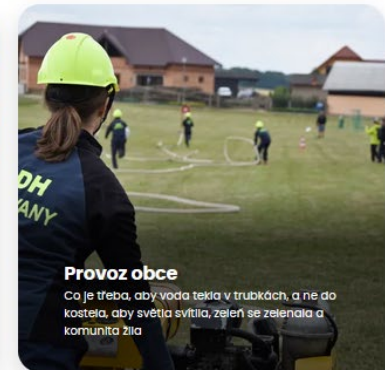 DH
VANY
Provoz obce
Co je třeba, aby voda tekla v trubkách, a ne do
kostela, aby světla svítila, zeleň se zelenala a
komunita žila